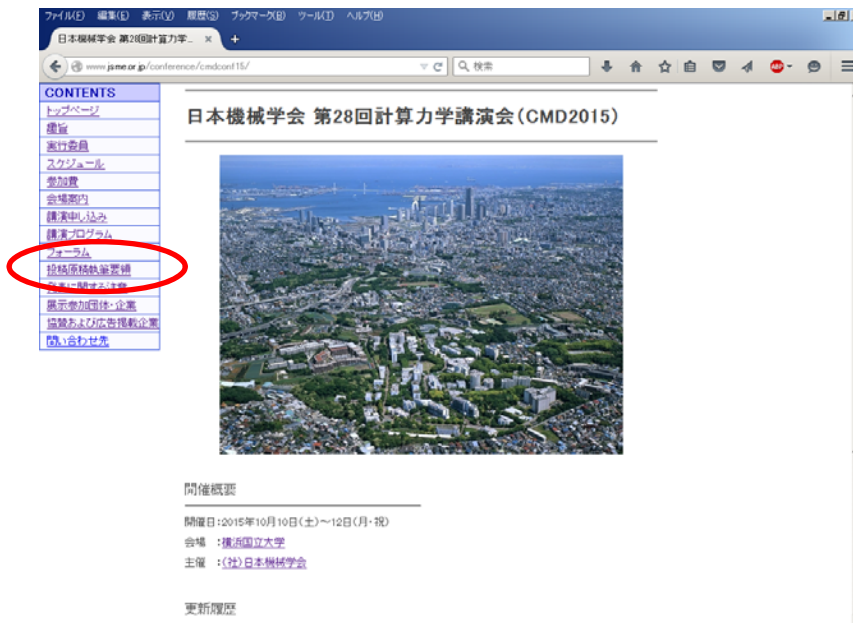 ファイル(F) 編集(E) 表示(V) 履歴(S) ブックマーク(B) ツール(T) ヘルプ(H)
日本機械学会 第28回計算力学... × +
www.jsme.or.jp/conference/cmdconf15/
検索
ABP
CONTENTS
トップページ
趣旨
実行委員
スケジュール
参加費
会場案内
講演申し込み
講演プログラム
フォーラム
投稿原稿執筆要領
発表に関する注意
展示参加団体・企業
協賛および広告掲載企業
問い合わせ先
日本機械学会 第28回計算力学講演会(CMD2015)
開催概要
開催日:2015年10月10日(土)~12日(月・祝)
会場 :横浜国立大学
主催 :(社)日本機械学会
更新履歴